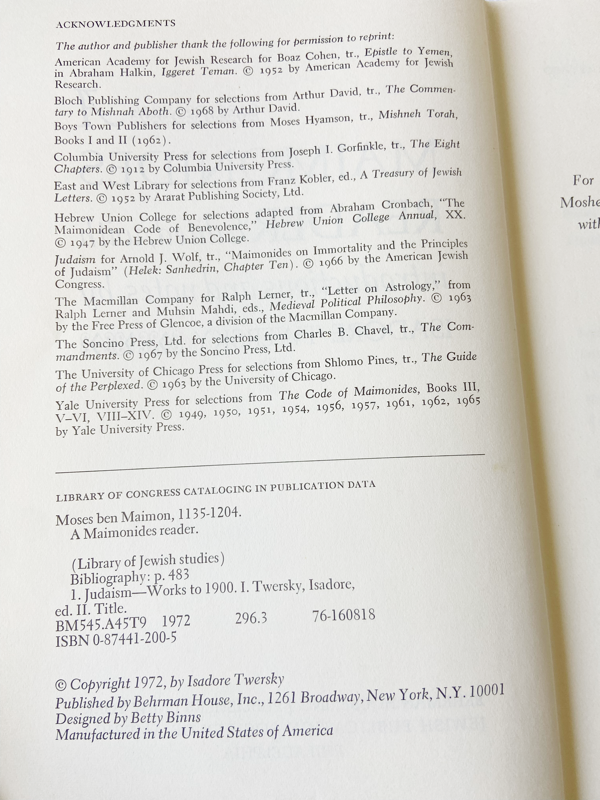 ACKNOWLEDGMENTS
The author and publisher thank the following for permission to reprint:
American Academy for Jewish Research for Boaz Cohen, tr., Epistle to Yemen,
in Abraham Halkin, Iggeret Teman. © 1952 by American Academy for Jewish
Research.
Bloch Publishing Company for selections from Arthur David, tr., The Commen-
tary to Mishnah Aboth. © 1968 by Arthur David.
Boys Town Publishers for selections from Moses Hyamson, tr., Mishneh Torah,
Books I and II (1962).
Columbia University Press for selections from Joseph I. Gorfinkle, tr., The Eight
Chapters. © 1912 by Columbia University Press.
East and West Library for selections from Franz Kobler, ed., A Treasury of Jewish
Letters. © 1952 by Ararat Publishing Society, Ltd.
Hebrew Union College for selections adapted from Abraham Cronbach, "The
Maimonidean Code of Benevolence," Hebrew Union College Annual, XX.
© 1947 by the Hebrew Union College.
Judaism for Arnold J. Wolf, tr., "Maimonides on Immortality and the Principles
of Judaism" (Helek: Sanhedrin, Chapter Ten). © 1966 by the American Jewish
Congress.
The Macmillan Company for Ralph Lerner, tr., "Letter on Astrology," from
Ralph Lerner and Muhsin Mahdi, eds., Medieval Political Philosophy. © 1963
by the Free Press of Glencoe, a division of the Macmillan Company.
The Soncino Press, Ltd. for selections from Charles B. Chavel, tr., The Com-
mandments. © 1967 by the Soncino Press, Ltd.
The University of Chicago Press for selections from Shlomo Pines, tr., The Guide
of the Perplexed. © 1963 by the University of Chicago.
Yale University Press for selections from The Code of Maimonides, Books III,
V–VI, VIII–XIV. © 1949, 1950, 1951, 1954, 1956, 1957, 1961, 1962, 1965
by Yale University Press.
LIBRARY OF CONGRESS CATALOGING IN PUBLICATION DATA
Moses ben Maimon, 1135-1204.
A Maimonides reader.
(Library of Jewish studies)
Bibliography: p. 483
1. Judaism—Works to 1900. I. Twersky, Isadore,
ed. II. Title.
BM545.A45T9 1972 296.3 76-160818
ISBN 0-87441-200-5
© Copyright 1972, by Isadore Twersky
Published by Behrman House, Inc., 1261 Broadway, New York, N.Y. 10001
Designed by Betty Binns
Manufactured in the United States of America
For
Moshe
with